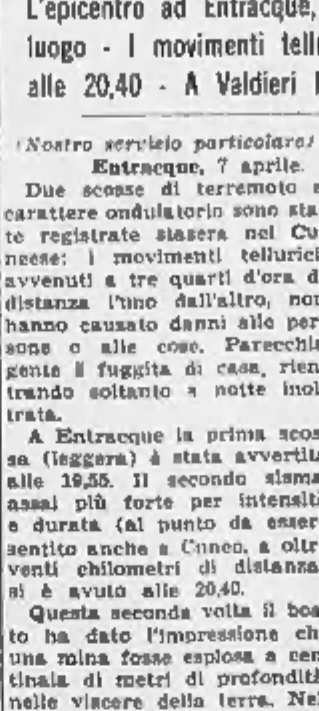 L'epicentro ad Entracque,
luogo - I movimenti tellu
alle 20,40 - A Valdieri
(Nostro servizio particolare)
Entracque, 7 aprile.
Due scosse di terremoto a
carattere ondulatorio sono sta-
te registrate stasera nel Cu
neese: i movimenti tellurici
avvenuti a tre quarti d'ora d
distanza l'uno dall'altro, non
hanno causato danni alle per
sone o alle cose. Parecchia
gente è fuggita di casa, rien
trando soltanto a notte inol
trata.
A Entracque la prima scos
sa (leggera) è stata avvertita
alle 19,55. Il secondo sisma
assai più forte per intensità
e durata (al punto da esser
sentito anche a Cuneo, a oltr
venti chilometri di distanza
si è avuto alle 20,40.
Questa seconda volta il boa
to ha dato l'impressione ch
una mina fosse esplosa a cen
tinaia di metri di profondità
nelle viscere della terra. Nel